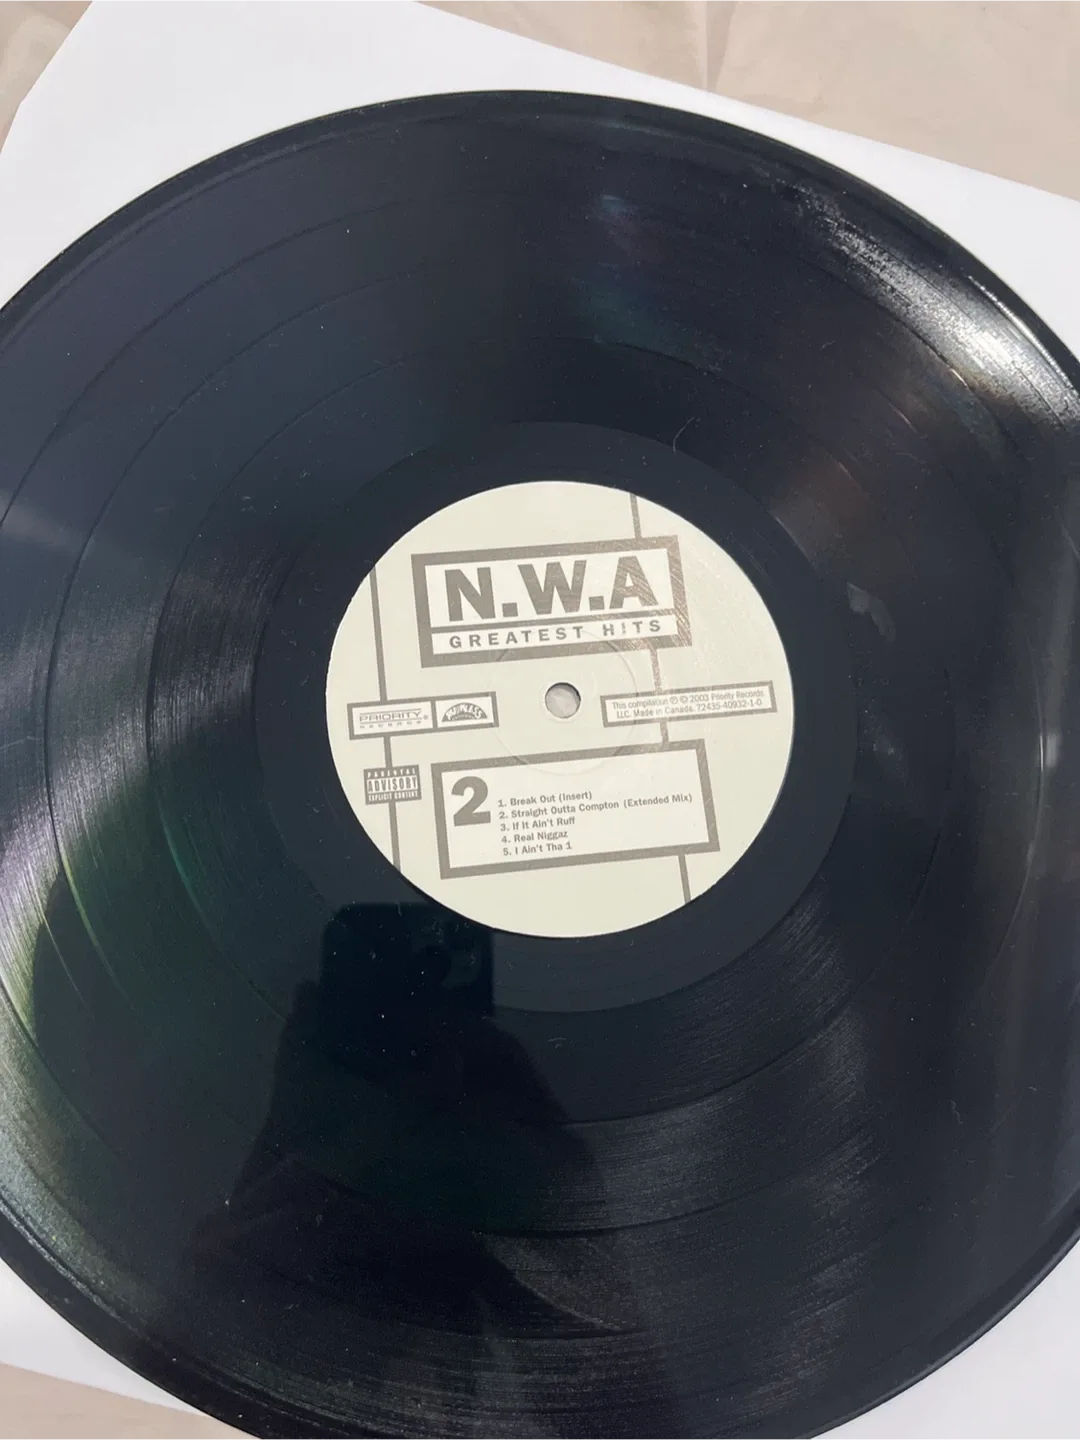 N.W.A
GREATEST HITS
PRIORITY
RECORDS
RUTHLESS
This compilation ℗ © 2003 Priority Records
LLC. Made in Canada. 72435-40932-1-0
PARENTAL
ADVISORY
EXPLICIT CONTENT
2
1. Break Out (Insert)
2. Straight Outta Compton (Extended Mix)
3. If It Ain't Ruff
4. Real Niggaz
5. I Ain't Tha 1